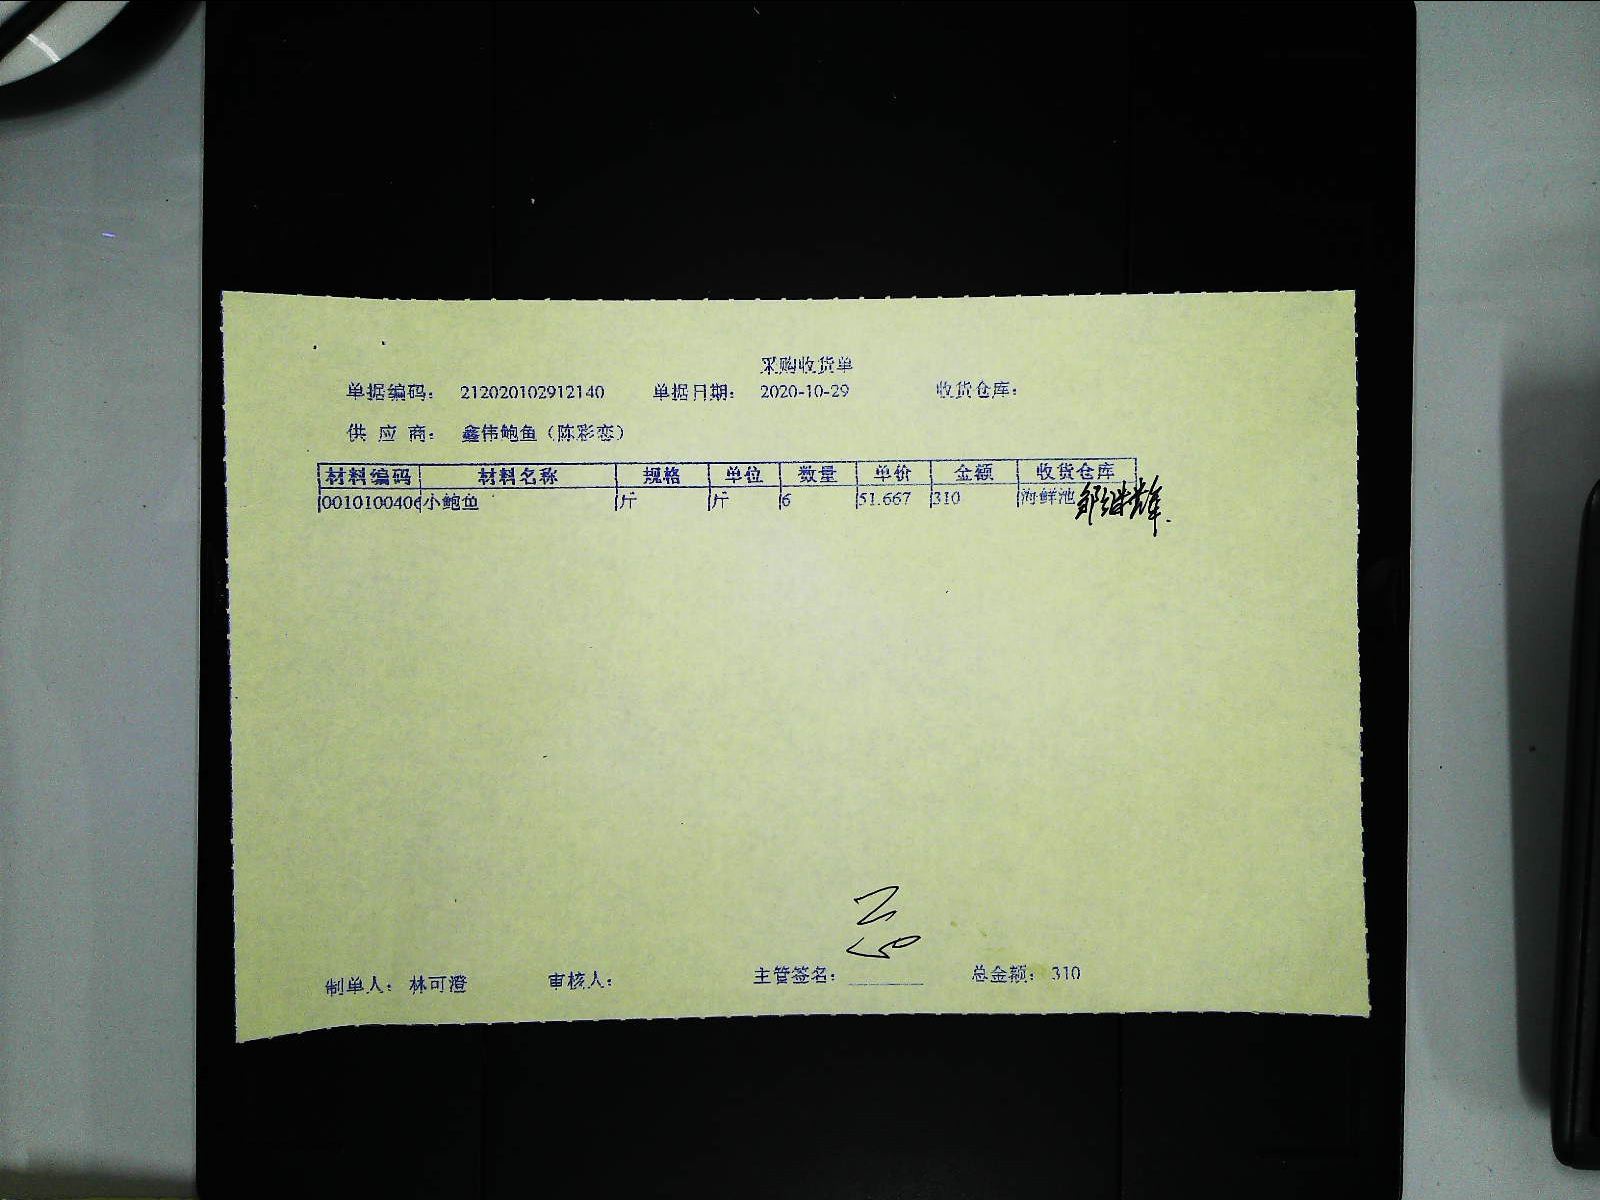 采购收货单
单据编码： 212020102912140 单据日期： 2020-10-29 收货仓库：
供 应 商： 鑫伟鲍鱼（陈彩恋）
材料编码 材料名称 规格 单位 数量 单价 金额 收货仓库
0010100406 小鲍鱼 斤 斤 6 51.667 310 海鲜池 邹继辉
制单人： 林可澄 审核人： 主管签名： 总金额： 310